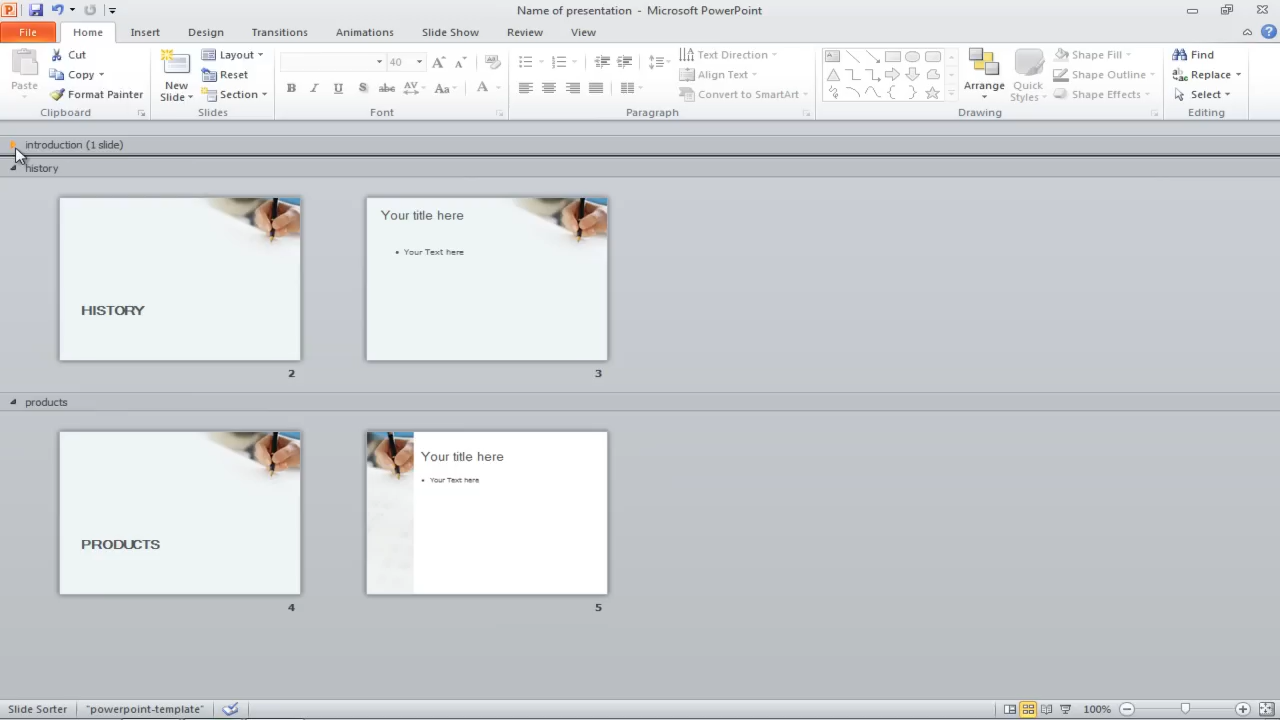 Name of presentation - Microsoft PowerPoint
File Home Insert Design Transitions Animations Slide Show Review View
Paste
Cut
Copy
Format Painter
Clipboard
New Slide
Layout
Reset
Section
Slides
40
Font
Text Direction
Align Text
Convert to SmartArt
Paragraph
Arrange
Quick Styles
Shape Fill
Shape Outline
Shape Effects
Drawing
Find
Replace
Select
Editing
introduction (1 slide)
history
HISTORY
2
Your title here
• Your Text here
3
products
PRODUCTS
4
Your title here
• Your Text here
5
Slide Sorter "powerpoint-template" 100%